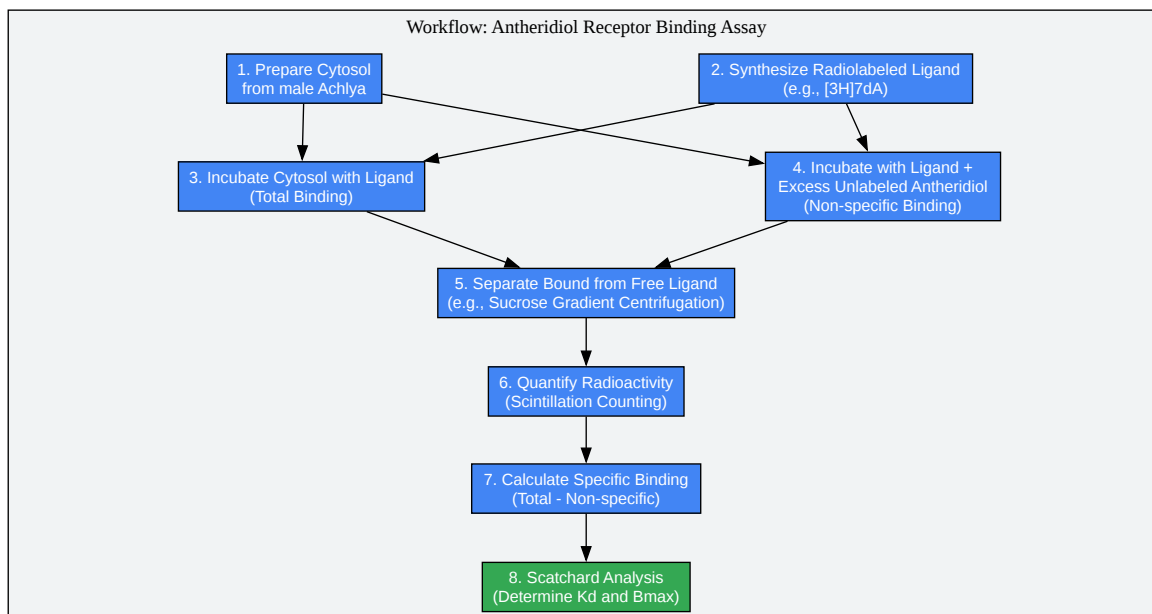 Workflow: Antheridiol Receptor Binding Assay
1. Prepare Cytosol
from male Achlya
2. Synthesize Radiolabeled Ligand
(e.g., [3H]7dA)
3. Incubate Cytosol with Ligand
(Total Binding)
4. Incubate with Ligand +
Excess Unlabeled Antheridiol
(Non-specific Binding)
5. Separate Bound from Free Ligand
(e.g., Sucrose Gradient Centrifugation)
6. Quantify Radioactivity
(Scintillation Counting)
7. Calculate Specific Binding
(Total - Non-specific)
8. Scatchard Analysis
(Determine Kd and Bmax)